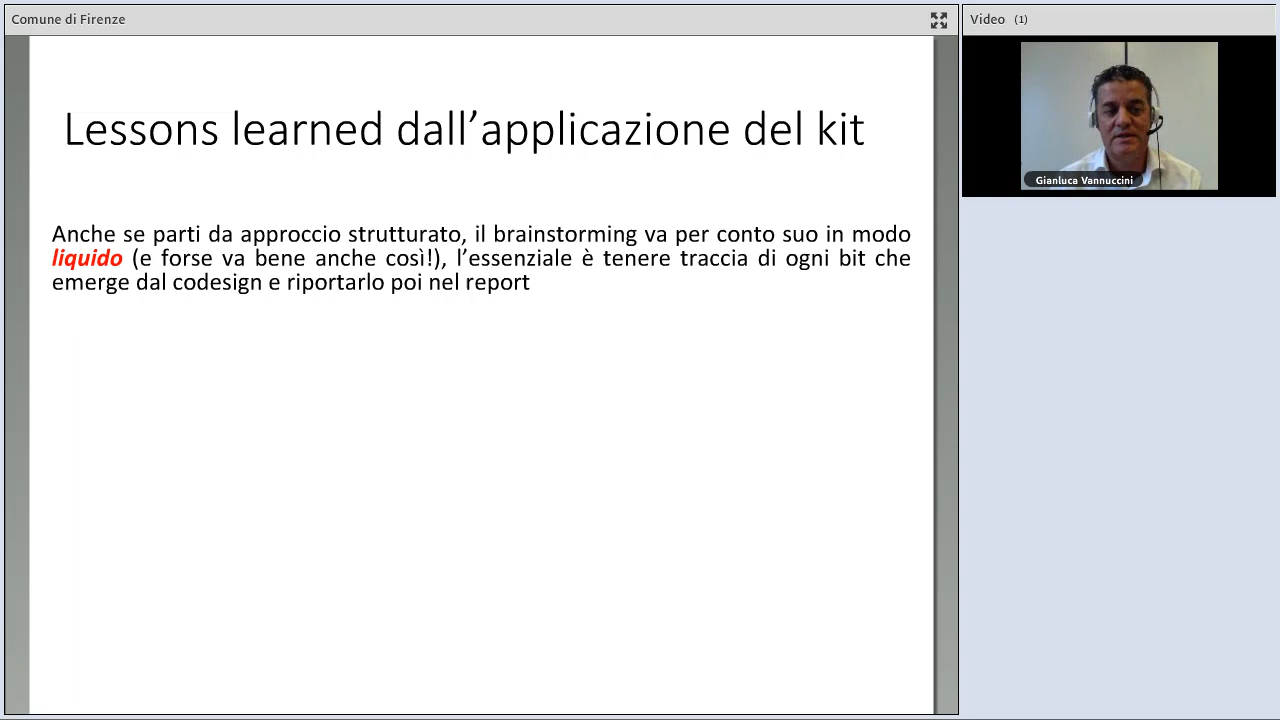 Comune di Firenze
Video (1)
Gianluca Vannuccini
Lessons learned dall’applicazione del kit
Anche se parti da approccio strutturato, il brainstorming va per conto suo in modo
liquido (e forse va bene anche così!), l’essenziale è tenere traccia di ogni bit che
emerge dal codesign e riportarlo poi nel report